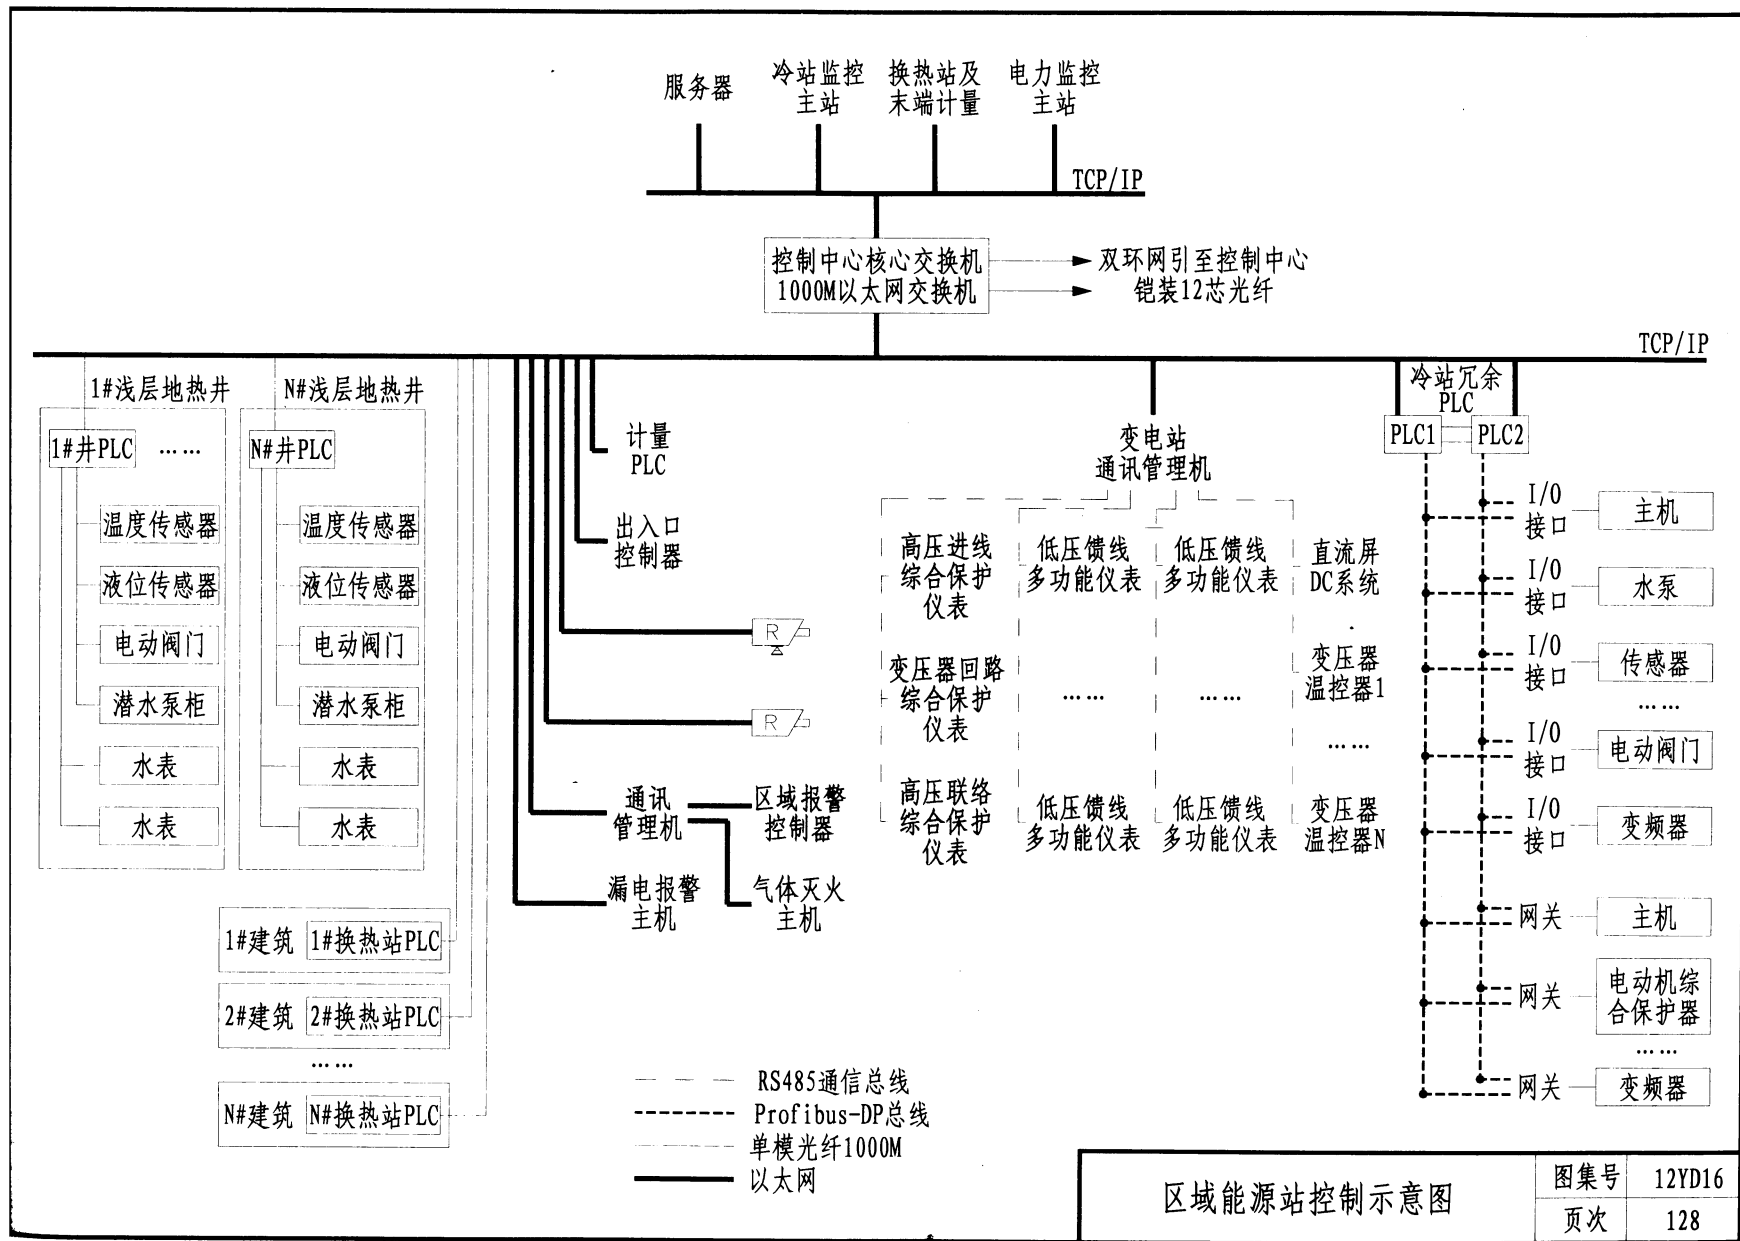 服务器
冷站监控
主站
换热站及
末端计量
电力监控
主站
TCP/IP
控制中心核心交换机
1000M以太网交换机
双环网引至控制中心
铠装12芯光纤
TCP/IP
1#浅层地热井
1#井PLC
……
温度传感器
液位传感器
电动阀门
潜水泵柜
水表
水表
N#浅层地热井
N#井PLC
温度传感器
液位传感器
电动阀门
潜水泵柜
水表
水表
1#建筑
1#换热站PLC
2#建筑
2#换热站PLC
……
N#建筑
N#换热站PLC
计量
PLC
出入口
控制器
R
R
通讯
管理机
区域报警
控制器
漏电报警
主机
气体灭火
主机
变电站
通讯管理机
高压进线
综合保护
仪表
变压器回路
综合保护
仪表
高压联络
综合保护
仪表
低压馈线
多功能仪表
……
低压馈线
多功能仪表
低压馈线
多功能仪表
……
低压馈线
多功能仪表
直流屏
DC系统
变压器
温控器1
……
变压器
温控器N
冷站冗余
PLC
PLC1
PLC2
I/O
接口
主机
I/O
接口
水泵
I/O
接口
传感器
……
I/O
接口
电动阀门
I/O
接口
变频器
网关
主机
网关
电动机综
合保护器
……
网关
变频器
RS485通信总线
Profibus-DP总线
单模光纤1000M
以太网
区域能源站控制示意图
图集号
12YD16
页次
128